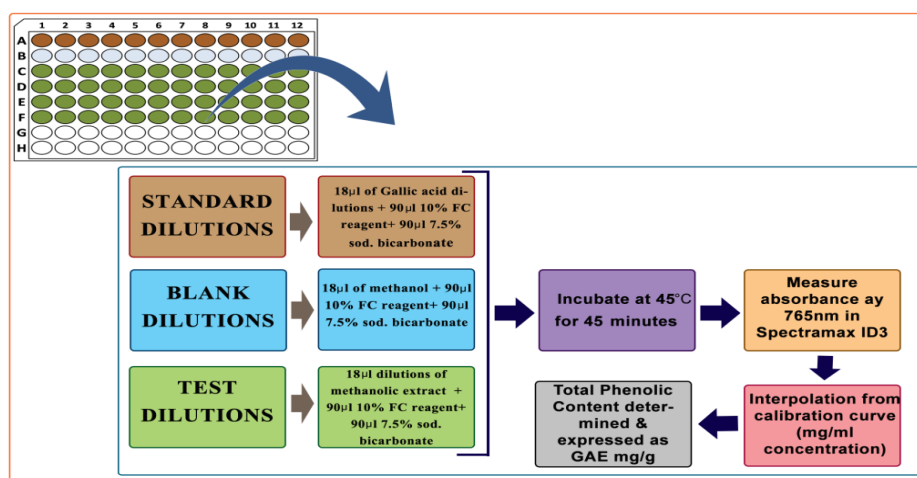 1 2 3 4 5 6 7 8 9 10 11 12
A
B
C
D
E
F
G
H
STANDARD
DILUTIONS
18μl of Gallic acid di-
lutions + 90μl 10% FC
reagent+ 90μl 7.5%
sod. bicarbonate
BLANK
DILUTIONS
18μl of methanol + 90μl
10% FC reagent+ 90μl
7.5% sod. bicarbonate
TEST
DILUTIONS
18μl dilutions of
methanolic extract +
90μl 10% FC reagent+
90μl 7.5% sod.
bicarbonate
Incubate at 45°C
for 45 minutes
Measure
absorbance ay
765nm in
Spectramax ID3
Interpolation from
calibration curve
(mg/ml
concentration)
Total Phenolic
Content deter-
mined &
expressed as
GAE mg/g